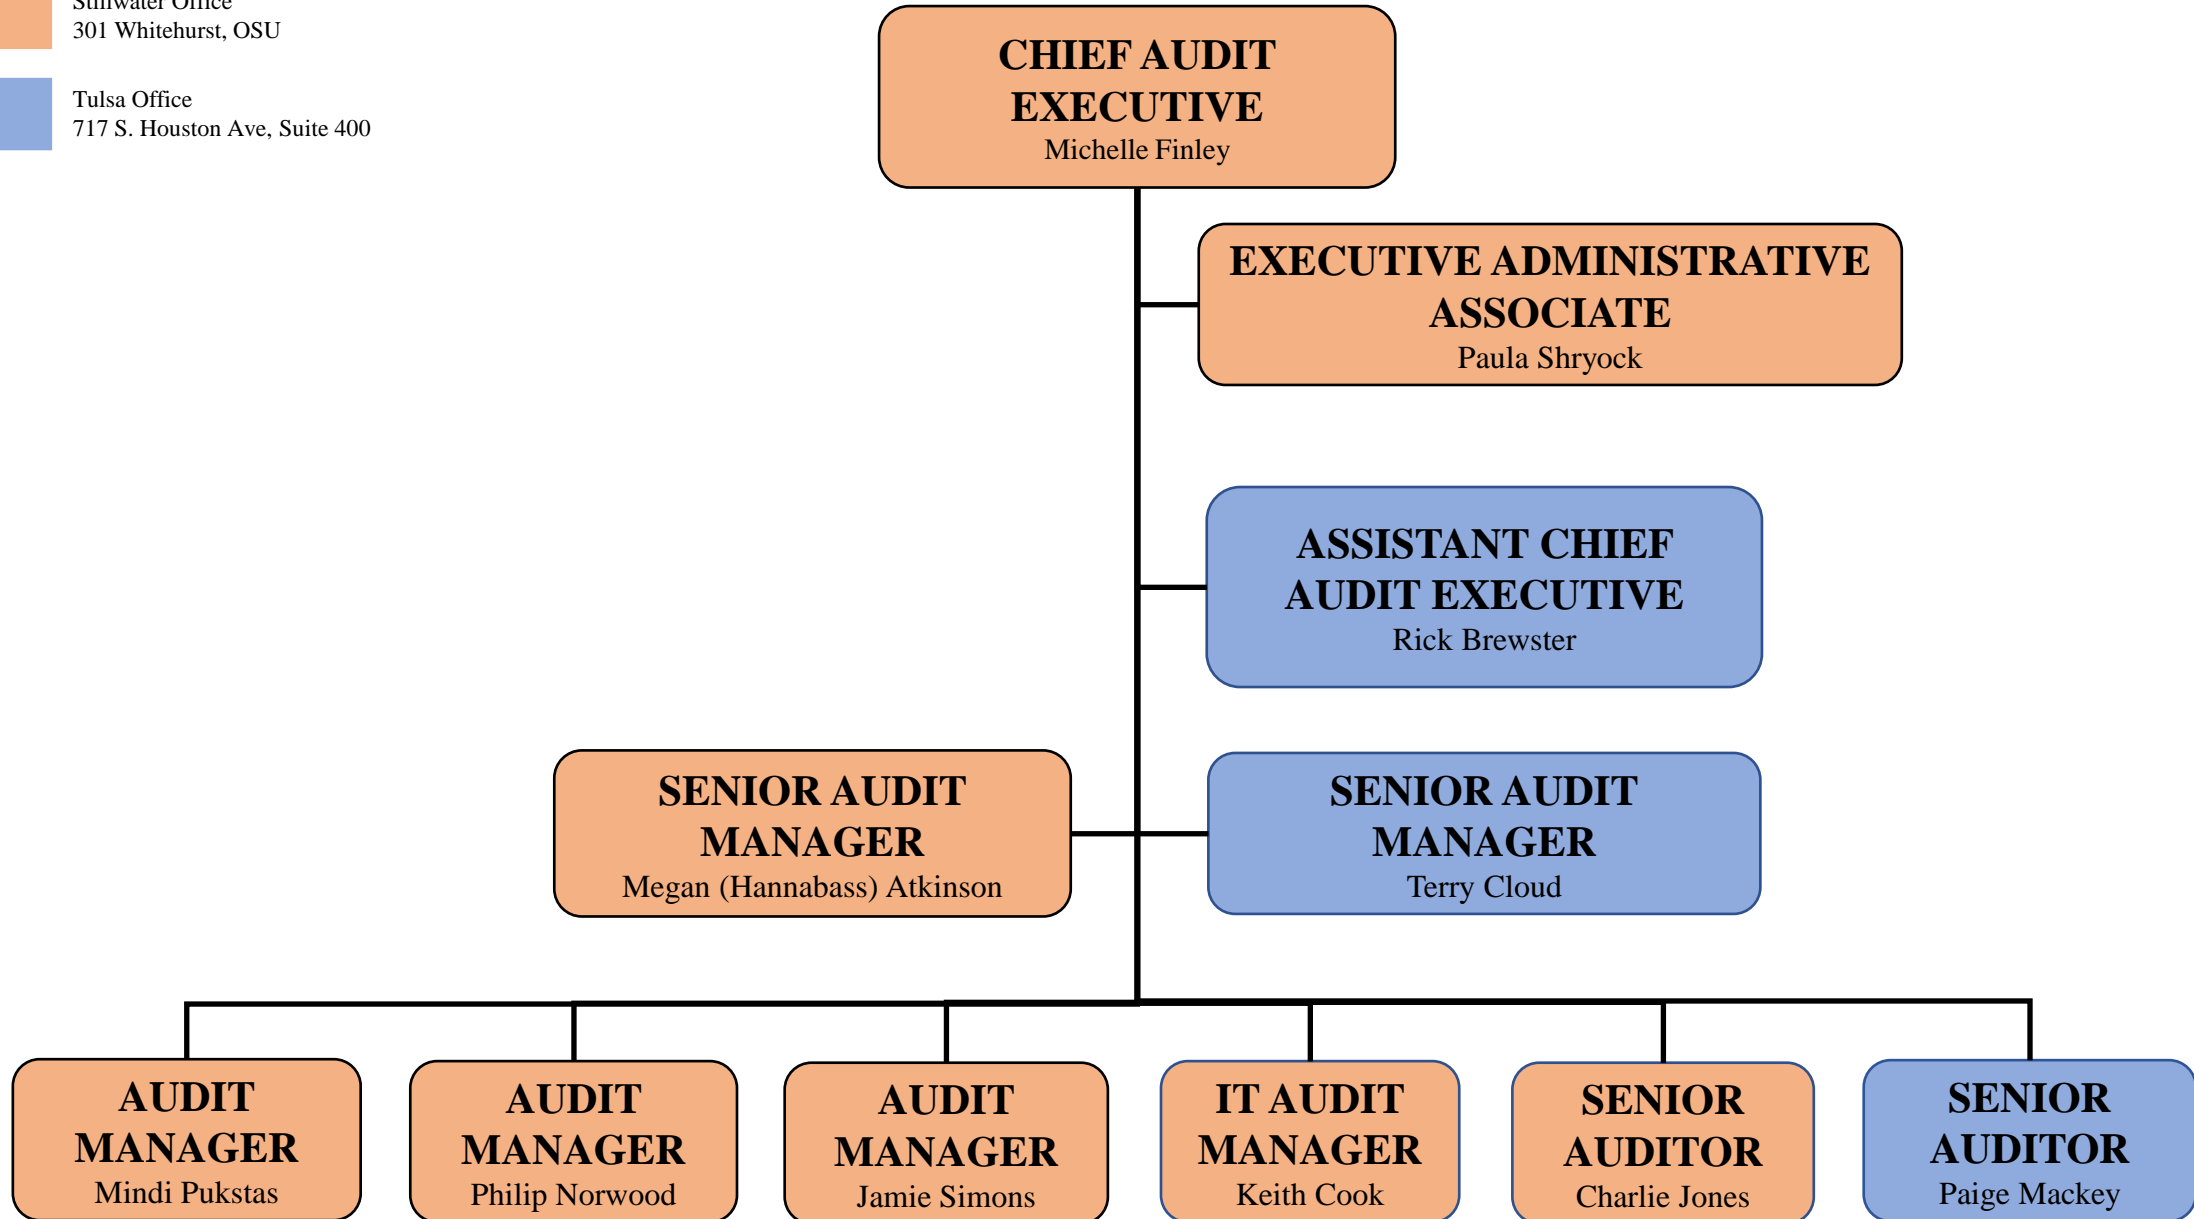 Stillwater Office
301 Whitehurst, OSU
Tulsa Office
717 S. Houston Ave, Suite 400
CHIEF AUDIT
EXECUTIVE
Michelle Finley
EXECUTIVE ADMINISTRATIVE
ASSOCIATE
Paula Shryock
ASSISTANT CHIEF
AUDIT EXECUTIVE
Rick Brewster
SENIOR AUDIT
MANAGER
Megan (Hannabass) Atkinson
SENIOR AUDIT
MANAGER
Terry Cloud
AUDIT
MANAGER
Mindi Pukstas
AUDIT
MANAGER
Philip Norwood
AUDIT
MANAGER
Jamie Simons
IT AUDIT
MANAGER
Keith Cook
SENIOR
AUDITOR
Charlie Jones
SENIOR
AUDITOR
Paige Mackey